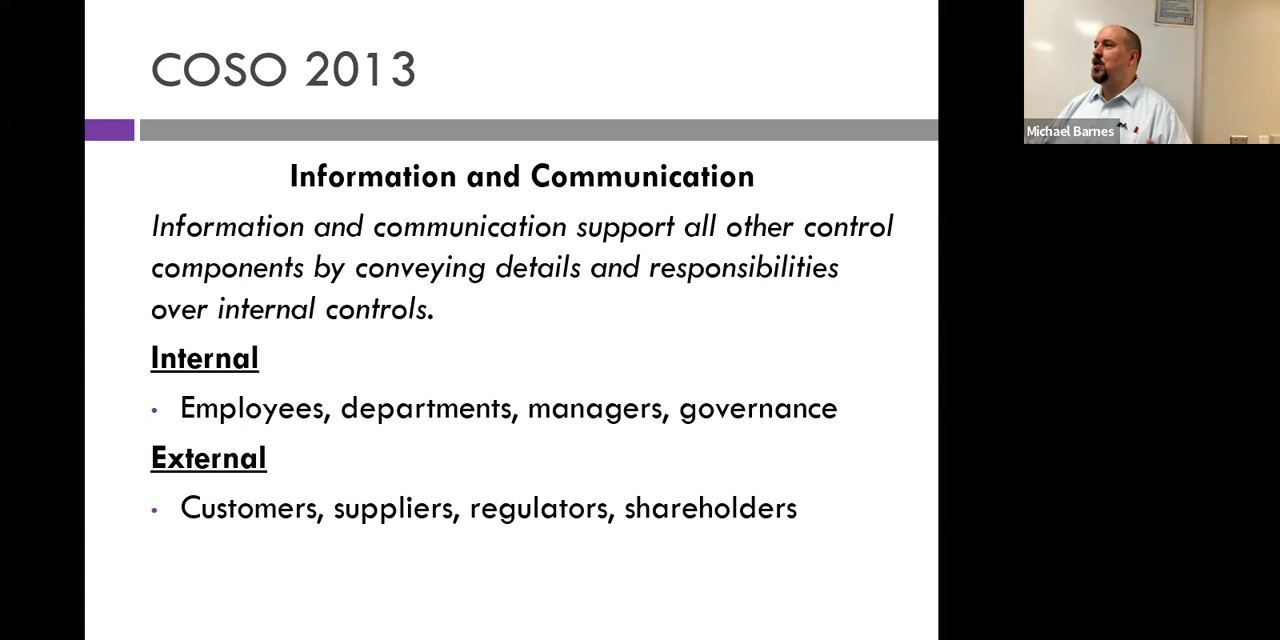 COSO 2013
Information and Communication
Information and communication support all other control
components by conveying details and responsibilities
over internal controls.
Internal
• Employees, departments, managers, governance
External
• Customers, suppliers, regulators, shareholders
Michael Barnes